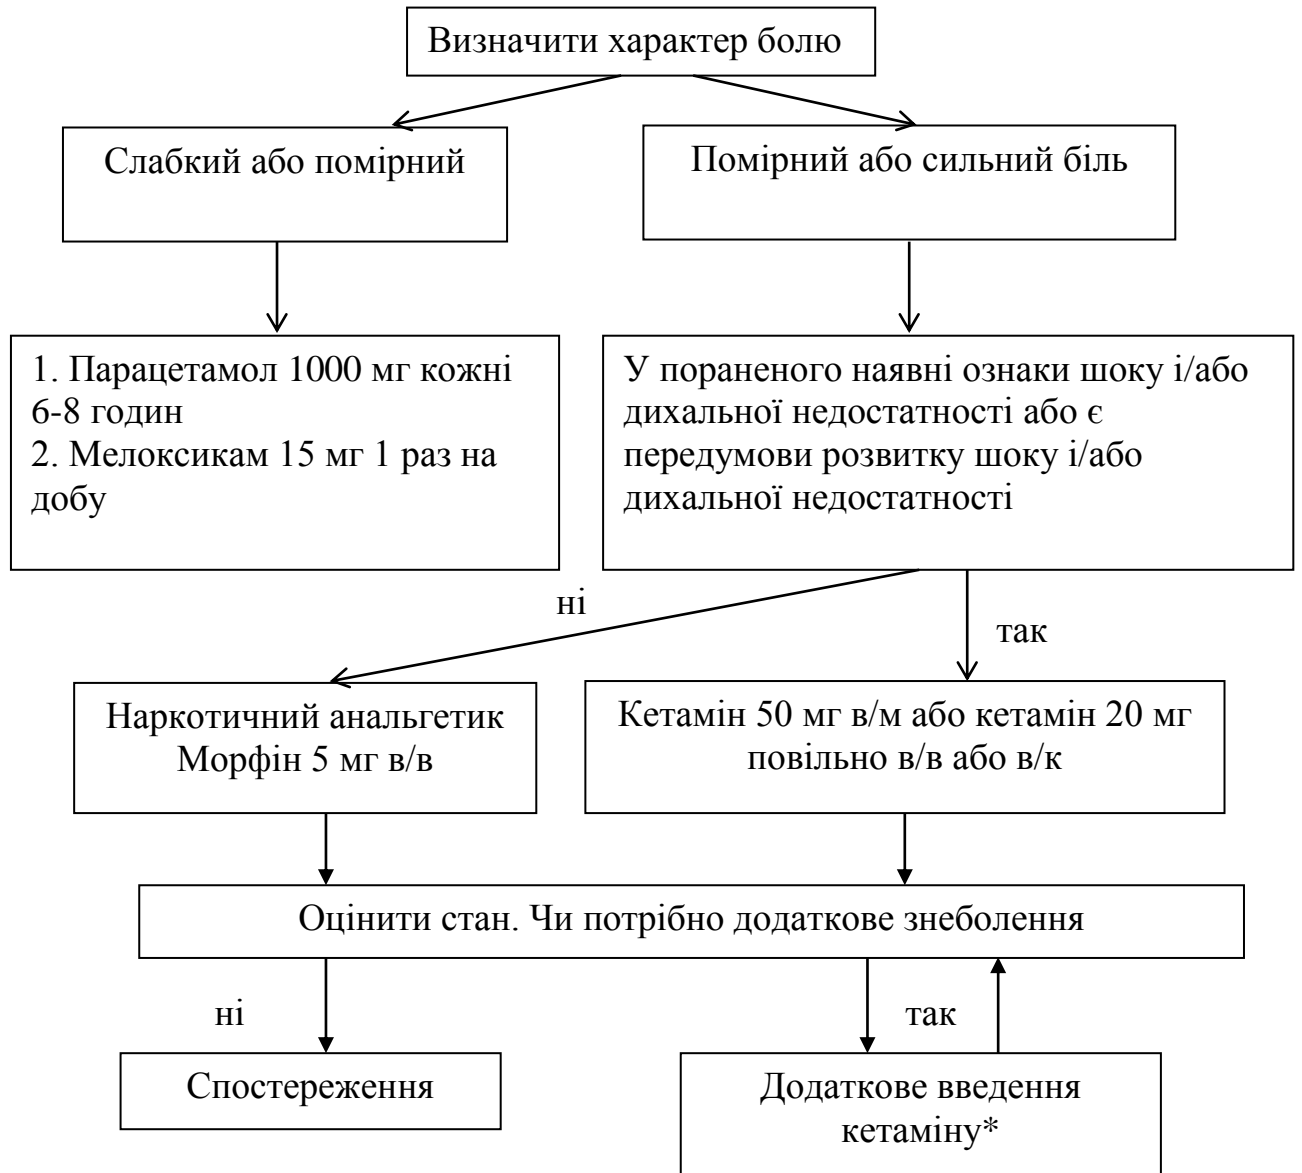 Визначити характер болю
Слабкий або помірний
Помірний або сильний біль
1. Парацетамол 1000 мг кожні
6-8 годин
2. Мелоксикам 15 мг 1 раз на
добу
У пораненого наявні ознаки шоку і/або
дихальної недостатності або є
передумови розвитку шоку і/або
дихальної недостатності
ні
так
Наркотичний анальгетик
Морфін 5 мг в/в
Кетамін 50 мг в/м або кетамін 20 мг
повільно в/в або в/к
Оцінити стан. Чи потрібно додаткове знеболення
ні
так
Спостереження
Додаткове введення
кетаміну*